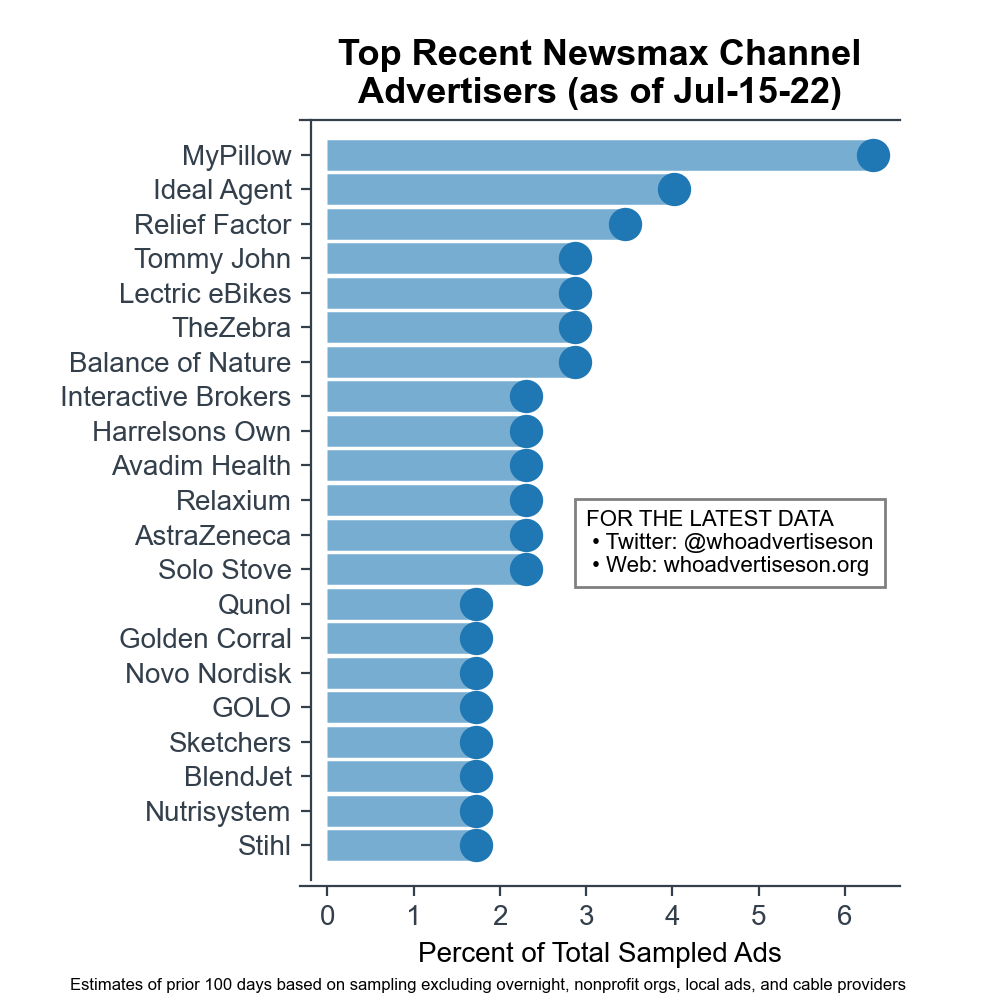 Top Recent Newsmax Channel
Advertisers (as of Jul-15-22)
MyPillow
Ideal Agent
Relief Factor
Tommy John
Lectric eBikes
TheZebra
Balance of Nature
Interactive Brokers
Harrelsons Own
Avadim Health
Relaxium
AstraZeneca
Solo Stove
Qunol
Golden Corral
Novo Nordisk
GOLO
Sketchers
BlendJet
Nutrisystem
Stihl
FOR THE LATEST DATA
• Twitter: @whoadvertiseson
• Web: whoadvertiseson.org
0 1 2 3 4 5 6
Percent of Total Sampled Ads
Estimates of prior 100 days based on sampling excluding overnight, nonprofit orgs, local ads, and cable providers